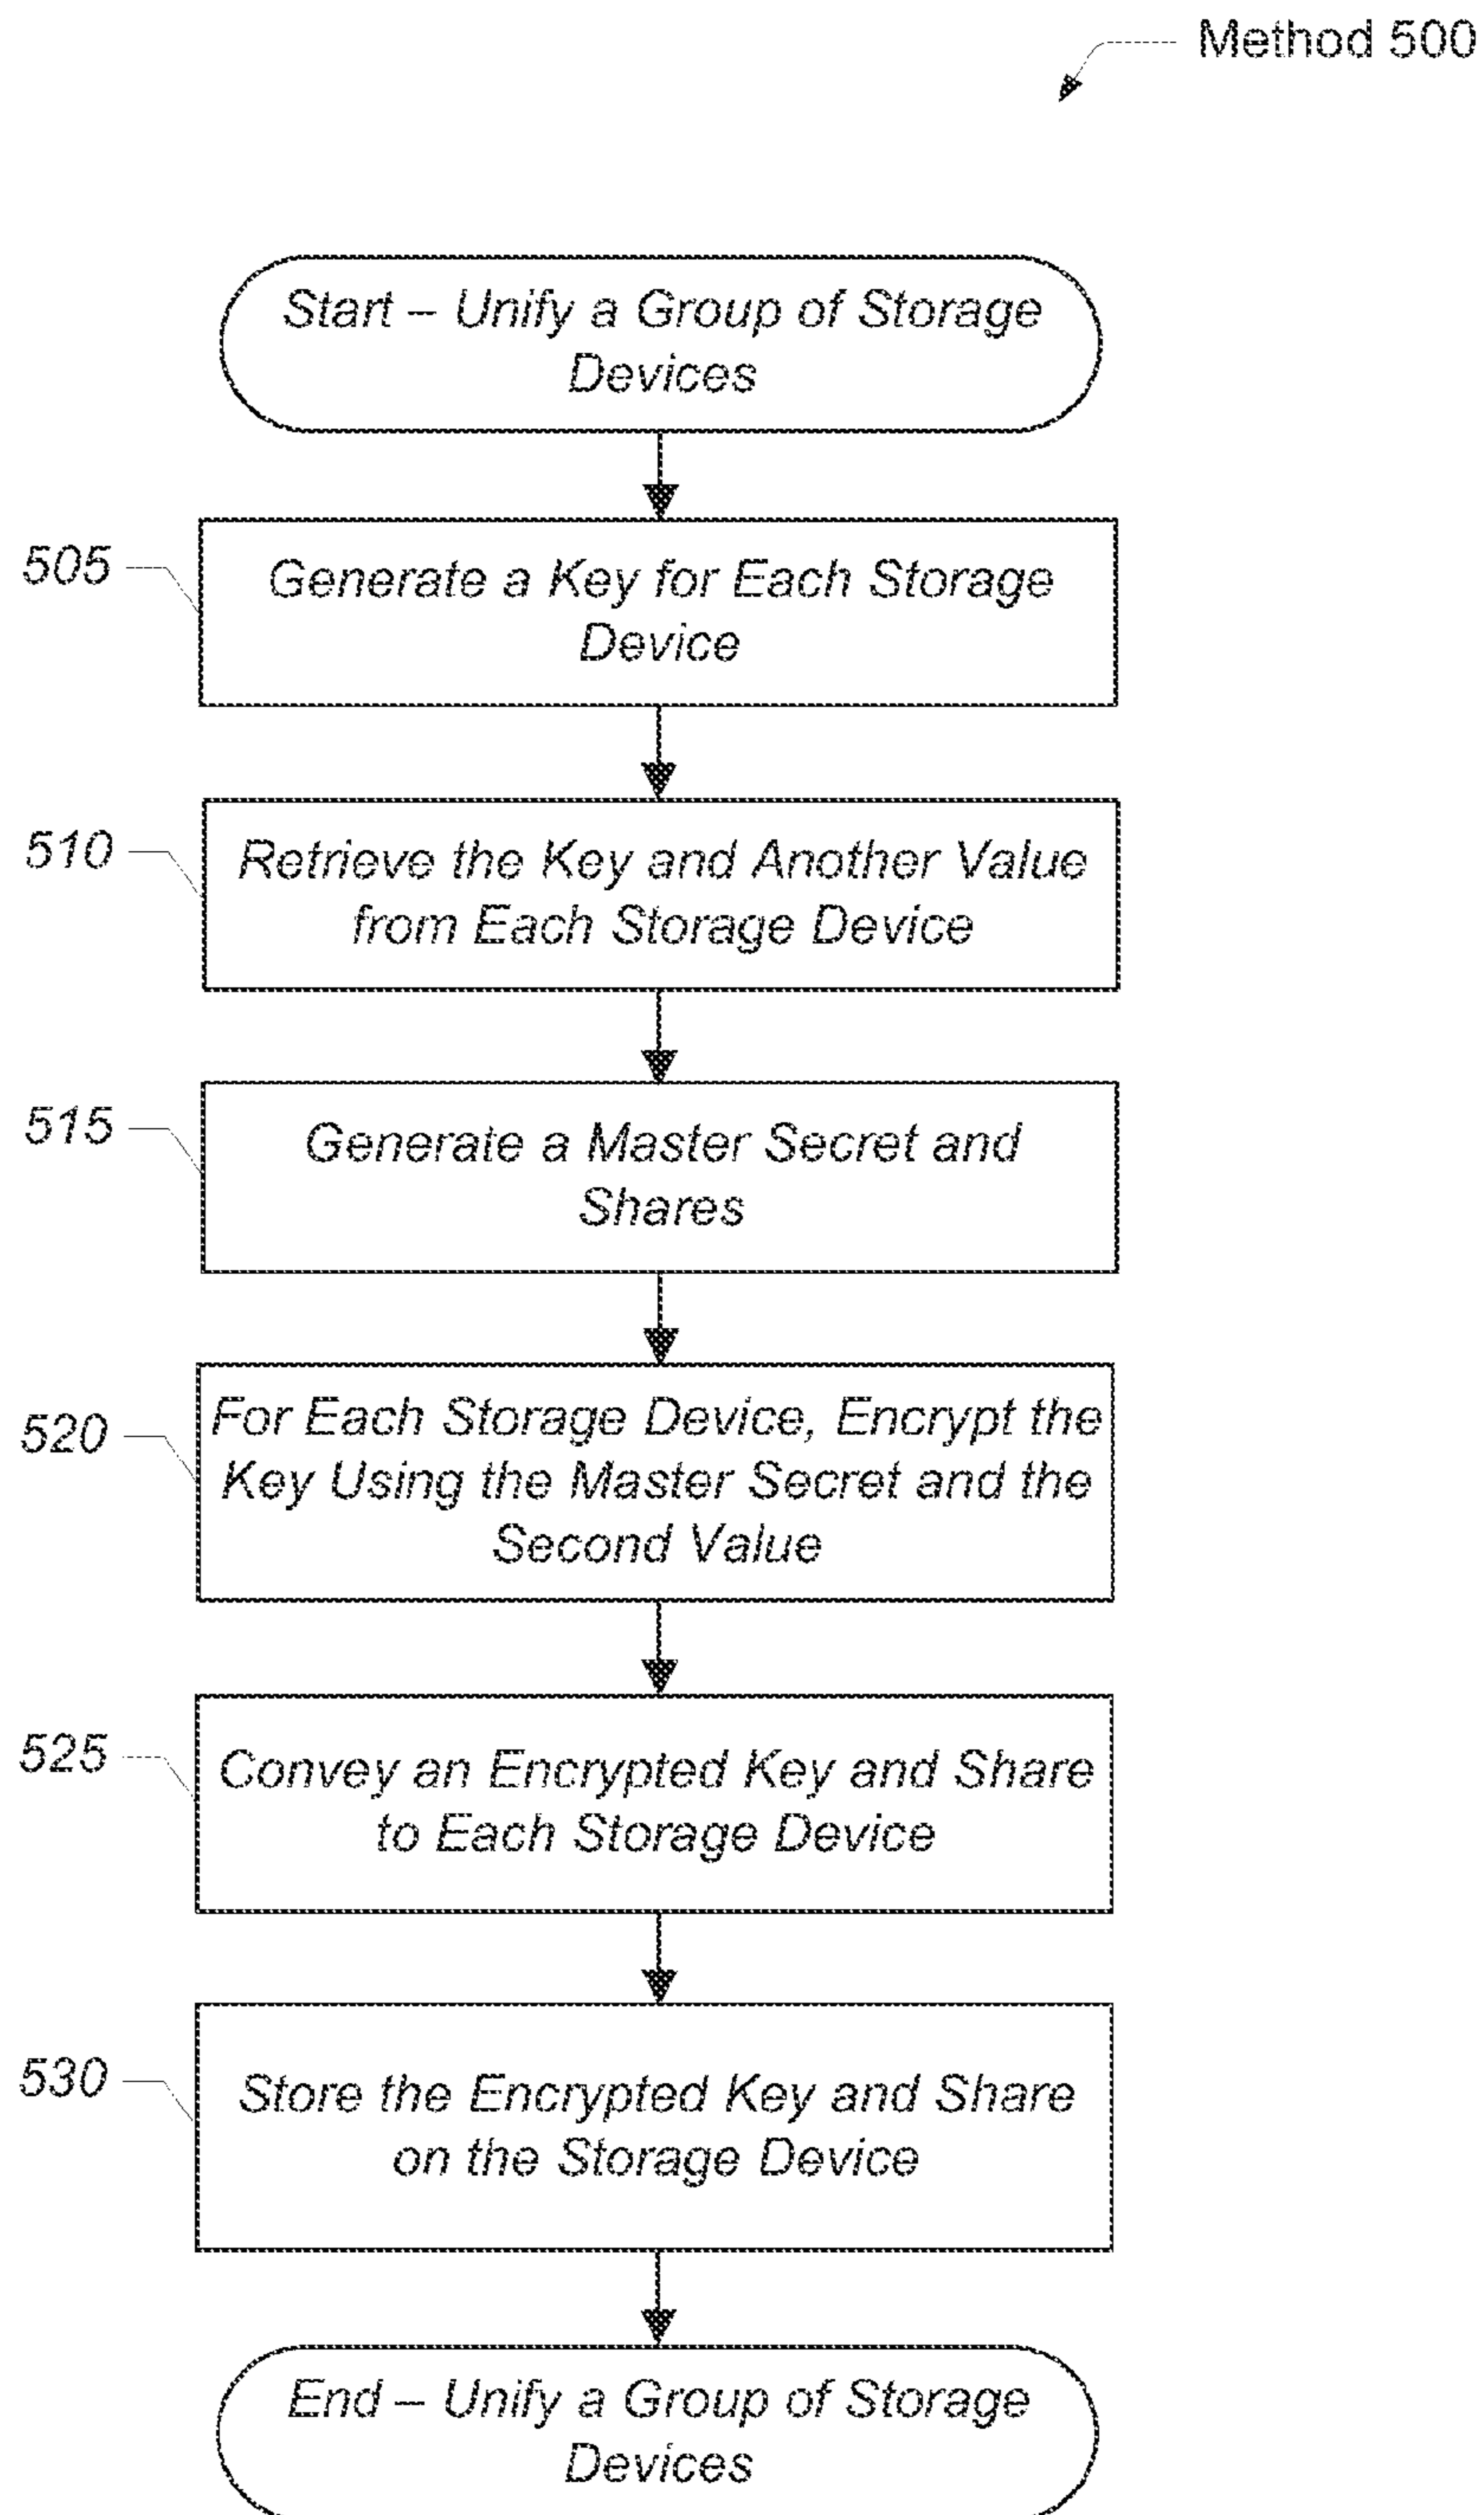 Method 500
Start – Unify a Group of Storage
Devices
505
Generate a Key for Each Storage
Device
510
Retrieve the Key and Another Value
from Each Storage Device
515
Generate a Master Secret and
Shares
520
For Each Storage Device, Encrypt the
Key Using the Master Secret and the
Second Value
525
Convey an Encrypted Key and Share
to Each Storage Device
530
Store the Encrypted Key and Share
on the Storage Device
End – Unify a Group of Storage
Devices